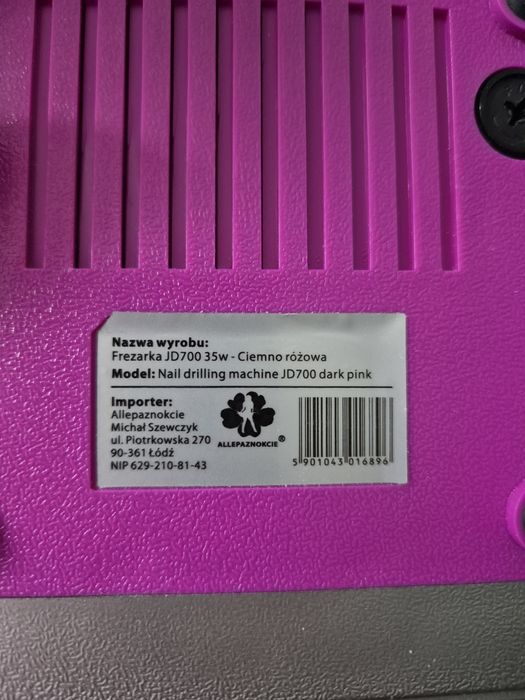 Nazwa wyrobu:
Frezarka JD700 35w - Ciemno różowa
Model: Nail drilling machine JD700 dark pink
Importer:
Allepaznokcie
Michał Szewczyk
ul. Piotrkowska 270
90-361 Łódź
NIP 629-210-81-43
ALLEPAZNOKCIE®
5 901043 016896